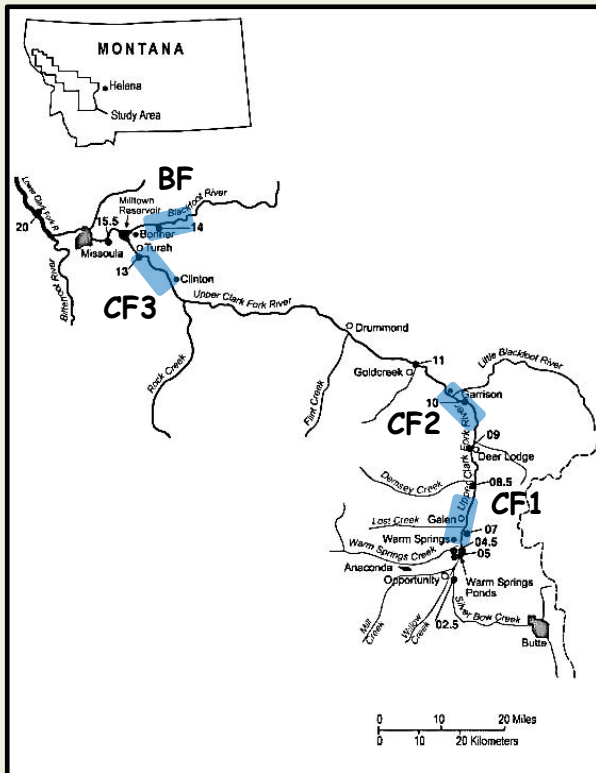 MONTANA
Helena
Study Area
BF
Lower Clark Fork R
Milltown
Reservoir
Blackfoot River
20
15.5
Bonner
14
Missoula
Turah
13
Bitterroot River
Clinton
CF3
Upper Clark Fork River
Rock Creek
Drummond
Flint Creek
11
Goldcreek
Little Blackfoot River
Garrison
10
CF2
Upper Clark Fork River
09
Deer Lodge
Dempsey Creek
08.5
CF1
Galen
Lost Creek
07
Warm Springs
04.5
Warm Springs Creek
05
Anaconda
Opportunity
Warm Springs
Ponds
Mill Creek
Willow Creek
02.5
Silver Bow Creek
Butte
0 10 20 Miles
0 10 20 Kilometers